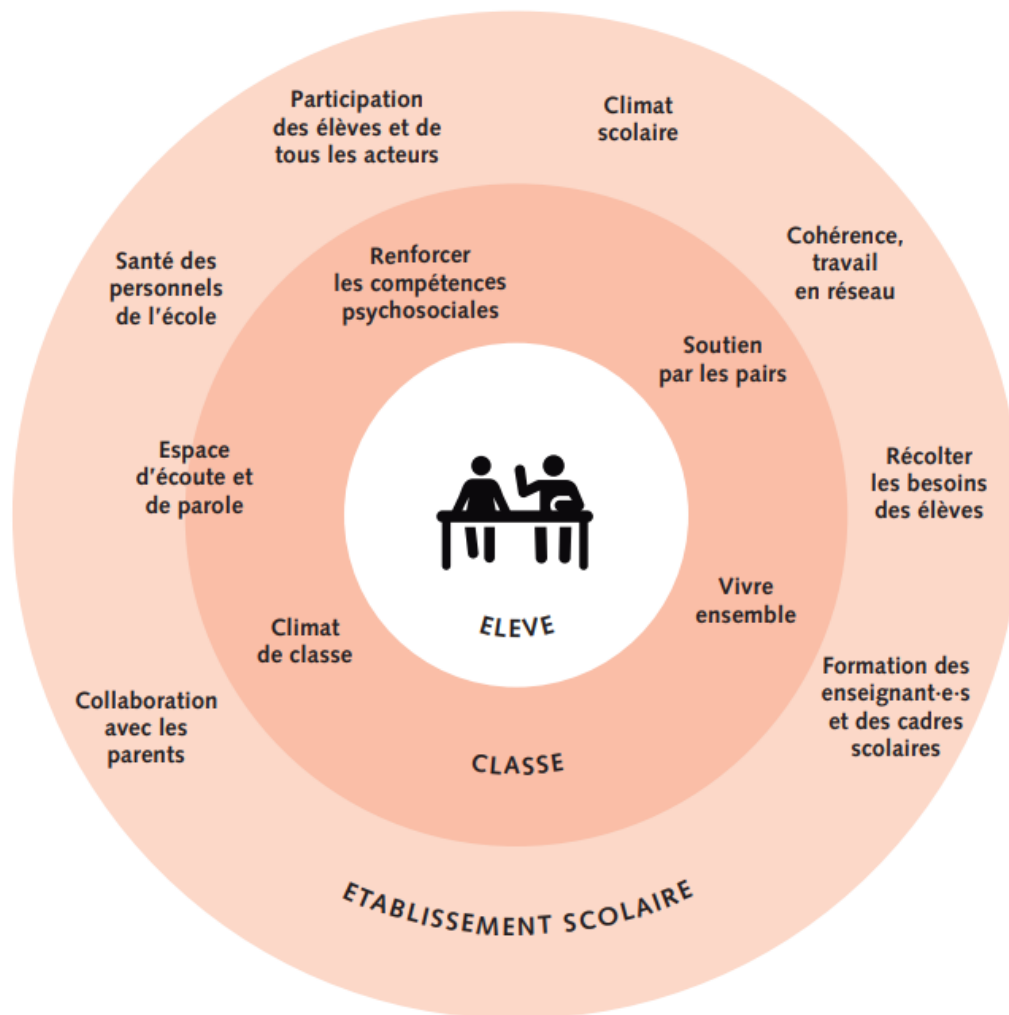 Participation
des élèves et de
tous les acteurs
Climat
scolaire
Cohérence,
travail
en réseau
Santé des
personnels
de l'école
Renforcer
les compétences
psychosociales
Soutien
par les pairs
Espace
d'écoute et
de parole
Récolter
les besoins
des élèves
Vivre
ensemble
ELEVE
Climat
de classe
Formation des
enseignant·e·s
et des cadres
scolaires
Collaboration
avec les
parents
CLASSE
ETABLISSEMENT SCOLAIRE